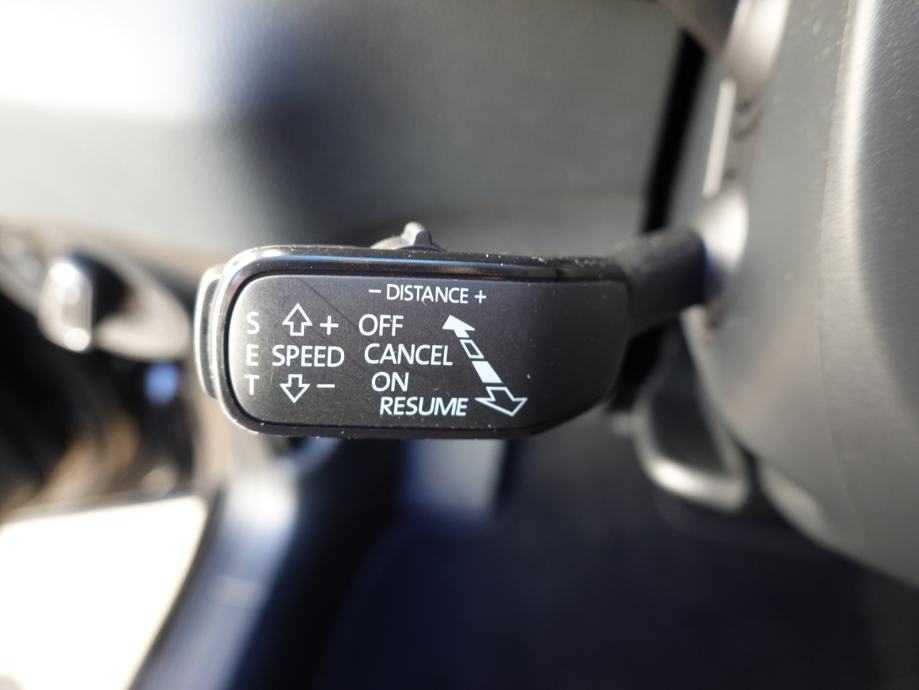 - DISTANCE +
S + OFF
E SPEED CANCEL
T - ON
RESUME